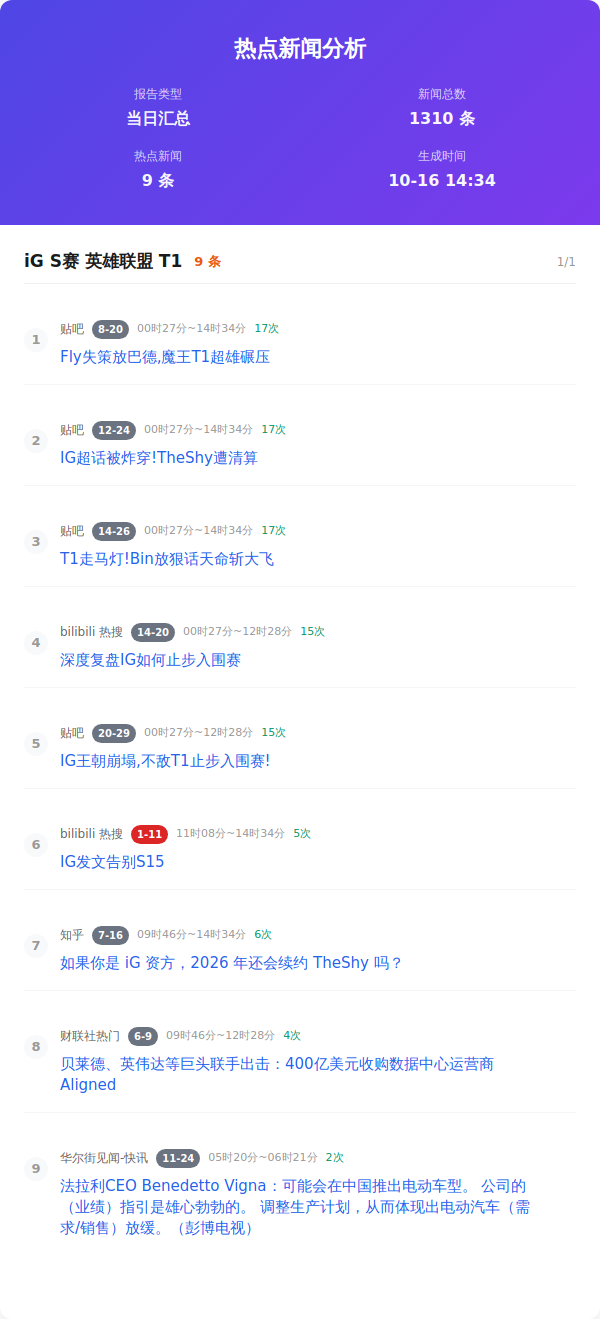 热点新闻分析
报告类型
新闻总数
当日汇总
1310 条
热点新闻
生成时间
9 条
10-16 14:34
iG S赛 英雄联盟 T1 9 条 1/1
1
贴吧 8-20 00时27分~14时34分 17次
Fly失策放巴德,魔王T1超雄碾压
2
贴吧 12-24 00时27分~14时34分 17次
IG超话被炸穿!TheShy遭清算
3
贴吧 14-26 00时27分~14时34分 17次
T1走马灯!Bin放狠话天命斩大飞
4
bilibili 热搜 14-20 00时27分~12时28分 15次
深度复盘IG如何止步入围赛
5
贴吧 20-29 00时27分~12时28分 15次
IG王朝崩塌,不敌T1止步入围赛!
6
bilibili 热搜 1-11 11时08分~14时34分 5次
IG发文告别S15
7
知乎 7-16 09时46分~14时34分 6次
如果你是 iG 资方，2026 年还会续约 TheShy 吗？
8
财联社热门 6-9 09时46分~12时28分 4次
贝莱德、英伟达等巨头联手出击：400亿美元收购数据中心运营商
Aligned
9
华尔街见闻-快讯 11-24 05时20分~06时21分 2次
法拉利CEO Benedetto Vigna：可能会在中国推出电动车型。 公司的
（业绩）指引是雄心勃勃的。 调整生产计划，从而体现出电动汽车（需
求/销售）放缓。（彭博电视）